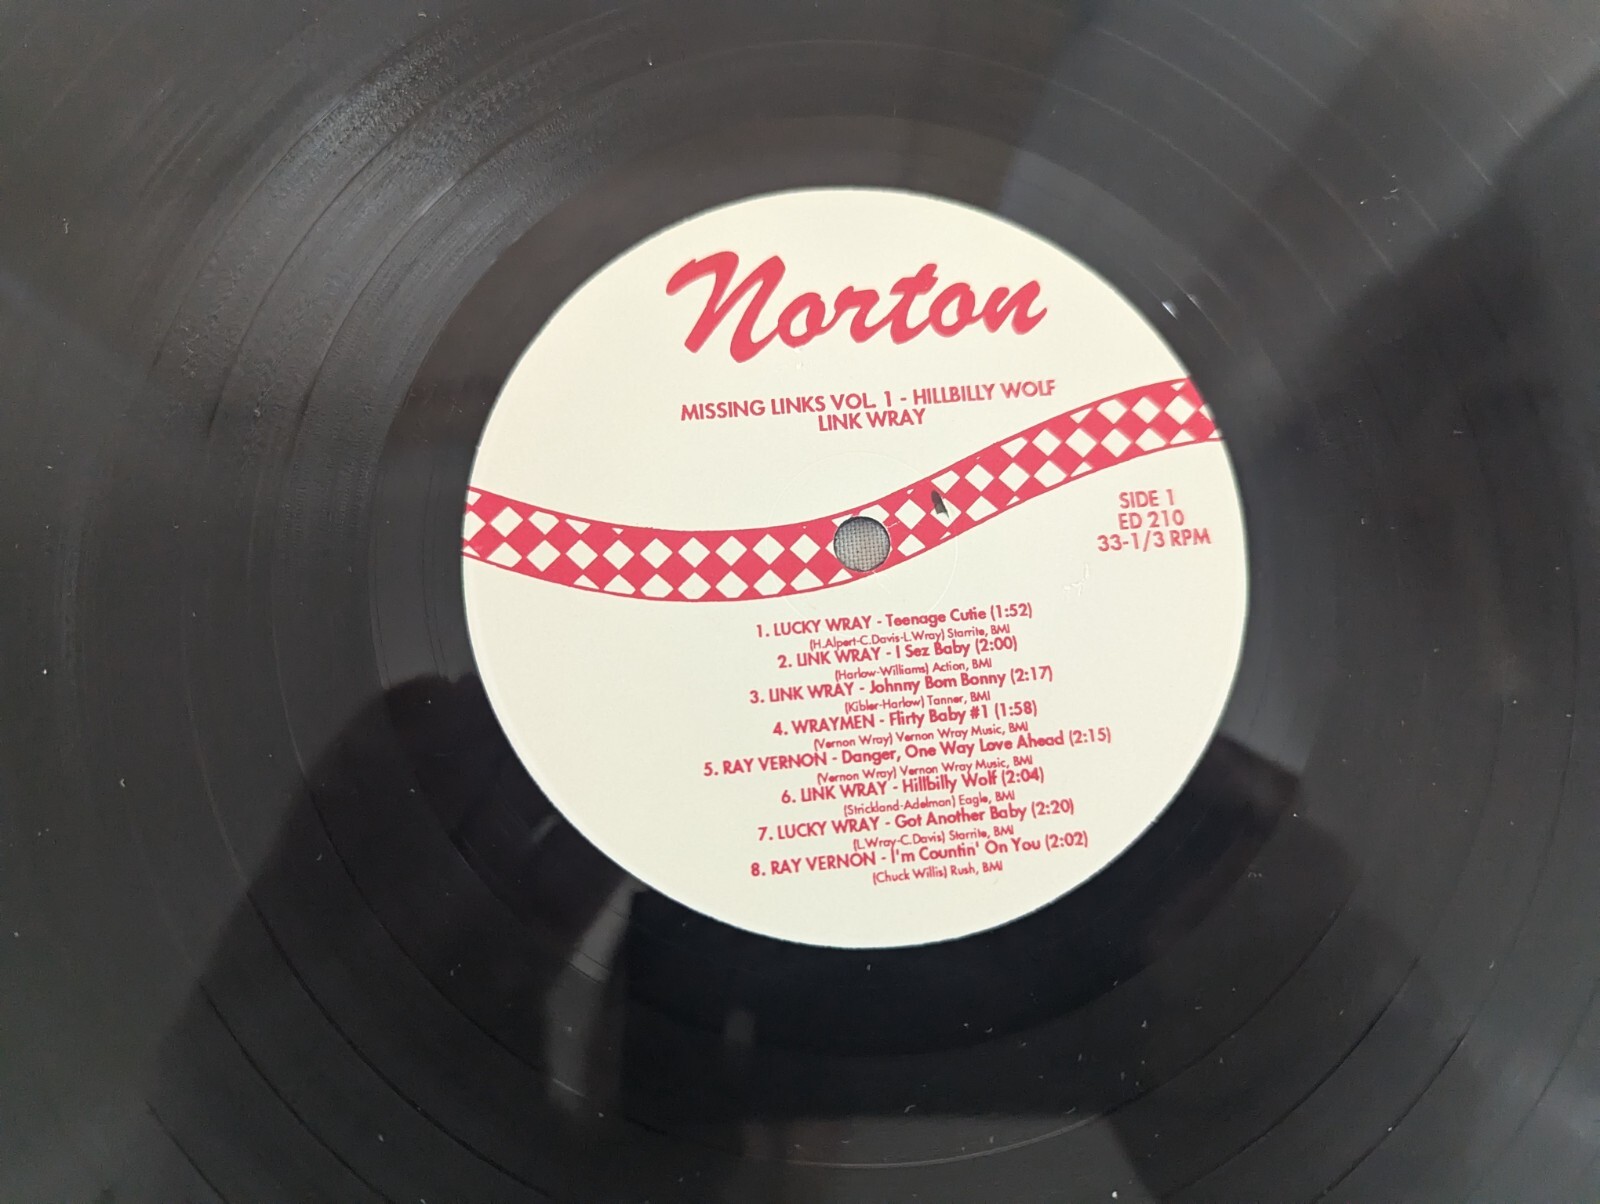 Norton
MISSING LINKS VOL. 1 - HILLBILLY WOLF
LINK WRAY
SIDE 1
ED 210
33-1/3 RPM
1. LUCKY WRAY - Teenage Cutie (1:52)
(H.Alpert-C.Davis-L.Wray) Starrite, BMI
2. LINK WRAY - I Sez Baby (2:00)
(Harlow-Williams) Action, BMI
3. LINK WRAY - Johnny Bom Bonny (2:17)
(Kibler-Harlow) Tanner, BMI
4. WRAYMEN - Flirty Baby #1 (1:58)
(Vernon Wray) Vernon Wray Music, BMI
5. RAY VERNON - Danger, One Way Love Ahead (2:15)
(Vernon Wray) Vernon Wray Music, BMI
6. LINK WRAY - Hillbilly Wolf (2:04)
(Strickland-Adelman) Eagle, BMI
7. LUCKY WRAY - Got Another Baby (2:20)
(L.Wray-C.Davis) Starrite, BMI
8. RAY VERNON - I'm Countin' On You (2:02)
(Chuck Willis) Rush, BMI